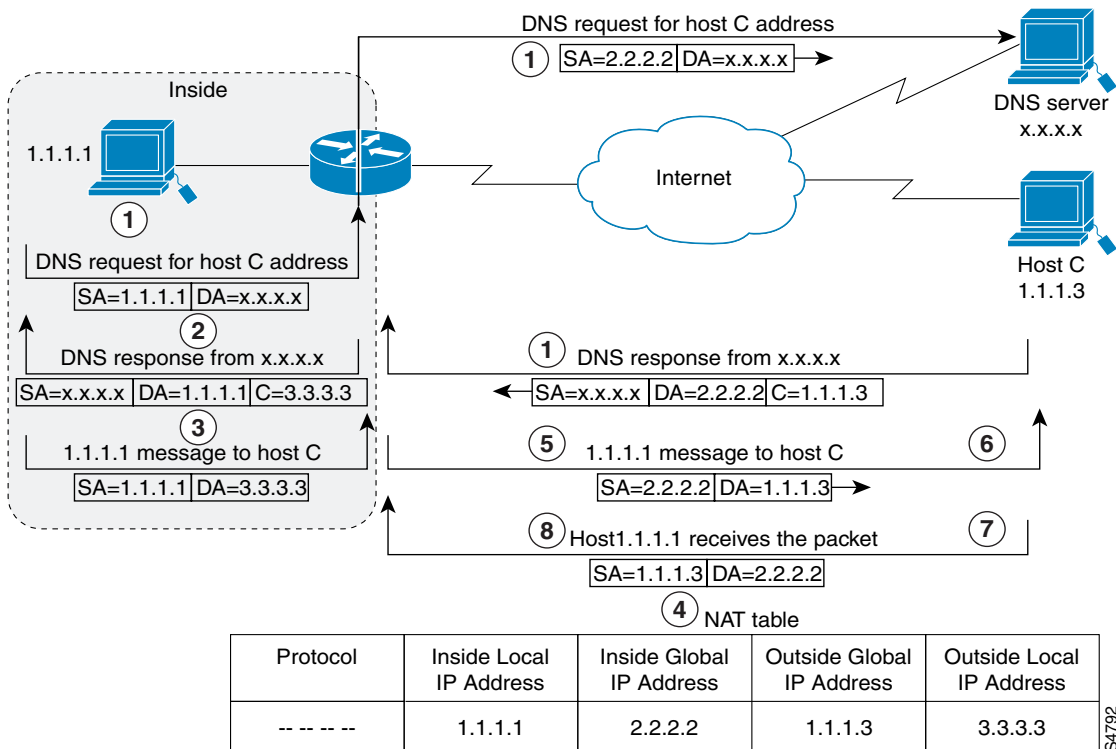 DNS request for host C address
1 SA=2.2.2.2 DA=x.x.x.x
Inside
DNS server
x.x.x.x
1.1.1.1
Internet
1
Host C
1.1.1.3
DNS request for host C address
SA=1.1.1.1 DA=x.x.x.x
2
DNS response from x.x.x.x
SA=x.x.x.x DA=1.1.1.1 C=3.3.3.3
1 DNS response from x.x.x.x
SA=x.x.x.x DA=2.2.2.2 C=1.1.1.3
3
1.1.1.1 message to host C
SA=1.1.1.1 DA=3.3.3.3
5 1.1.1.1 message to host C 6
SA=2.2.2.2 DA=1.1.1.3
8 Host1.1.1.1 receives the packet 7
SA=1.1.1.3 DA=2.2.2.2
4 NAT table
Protocol Inside Local Inside Global Outside Global Outside Local
IP Address IP Address IP Address IP Address
-- -- -- -- 1.1.1.1 2.2.2.2 1.1.1.3 3.3.3.3